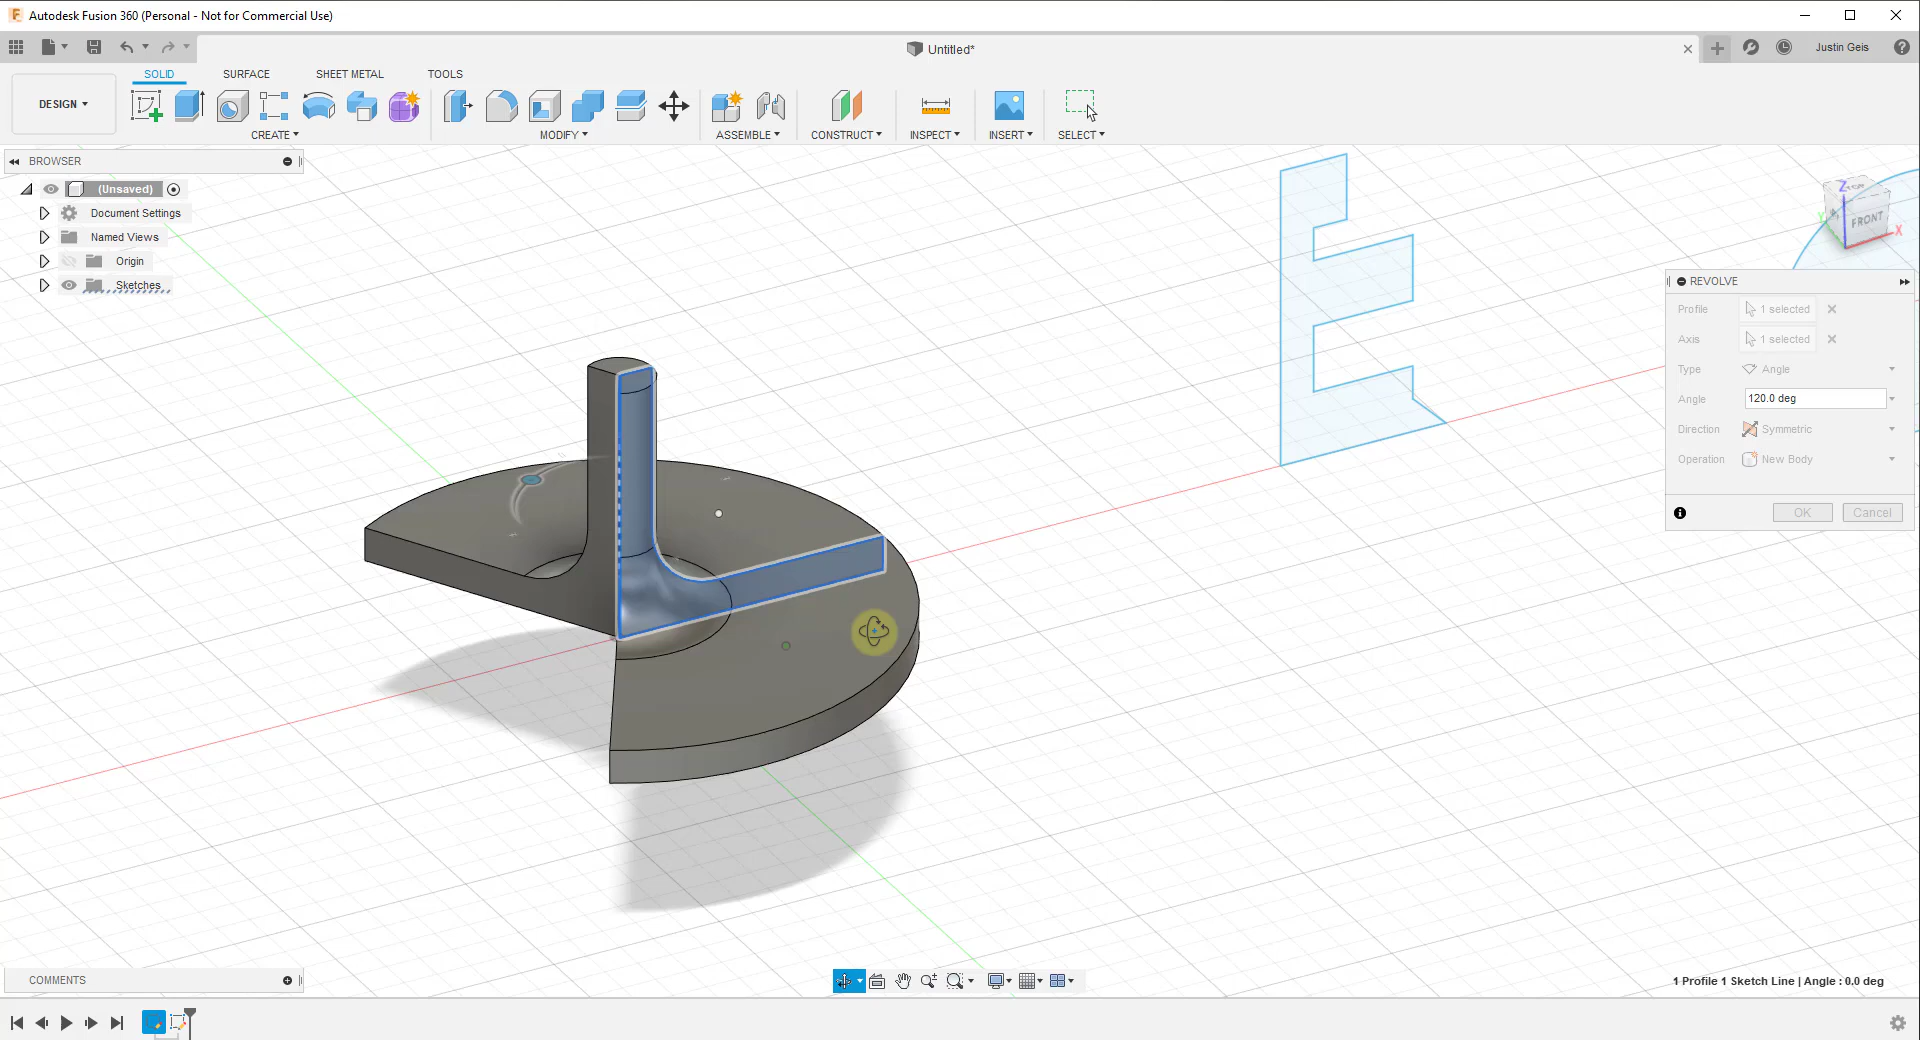 Autodesk Fusion 360 (Personal - Not for Commercial Use)
Untitled*
Justin Geis
DESIGN
SOLID
SURFACE
SHEET METAL
TOOLS
CREATE
MODIFY
ASSEMBLE
CONSTRUCT
INSPECT
INSERT
SELECT
BROWSER
(Unsaved)
Document Settings
Named Views
Origin
Sketches
Z
TOP
FRONT
X
Y
REVOLVE
Profile 1 selected
Axis 1 selected
Type Angle
Angle 120.0 deg
Direction Symmetric
Operation New Body
OK Cancel
COMMENTS
1 Profile 1 Sketch Line | Angle : 0.0 deg